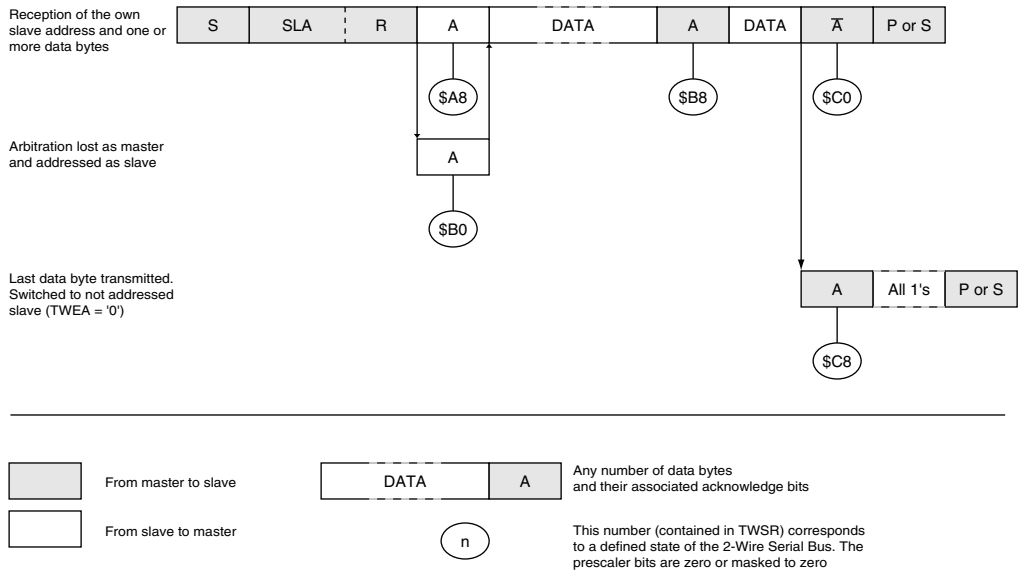 Reception of the own
slave address and one or
more data bytes
S SLA R A DATA A DATA A̅ P or S
$A8 $B8 $C0
Arbitration lost as master
and addressed as slave
A
$B0
Last data byte transmitted.
Switched to not addressed
slave (TWEA = '0')
A All 1's P or S
$C8
From master to slave
DATA A
Any number of data bytes
and their associated acknowledge bits
From slave to master
n
This number (contained in TWSR) corresponds
to a defined state of the 2-Wire Serial Bus. The
prescaler bits are zero or masked to zero